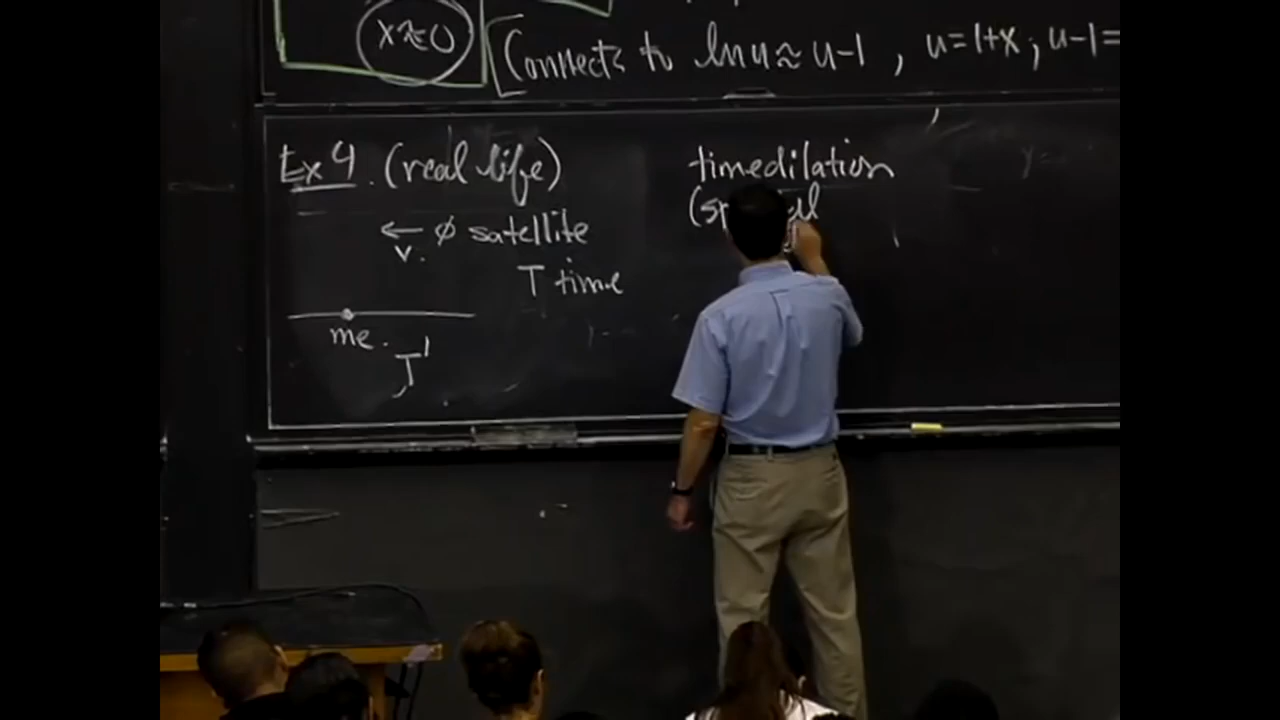 x≈0
[Connects to ln u ≈ u-1 , u=1+x ; u-1=
Ex 4. (real life)
timedilation
← ϕ satellite
v.
T time
me.
T'